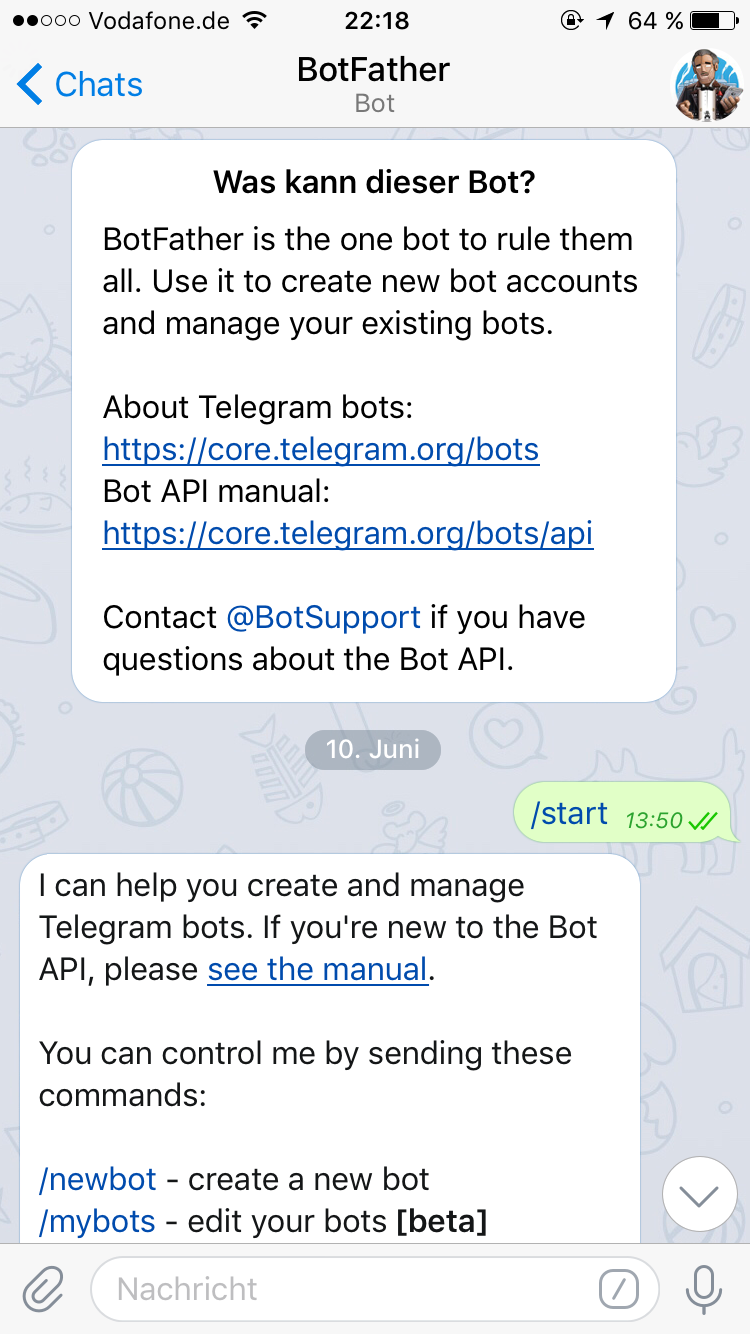 Vodafone.de 22:18 64 %
Chats BotFather
Bot
Was kann dieser Bot?
BotFather is the one bot to rule them
all. Use it to create new bot accounts
and manage your existing bots.
About Telegram bots:
https://core.telegram.org/bots
Bot API manual:
https://core.telegram.org/bots/api
Contact @BotSupport if you have
questions about the Bot API.
10. Juni
/start 13:50
I can help you create and manage
Telegram bots. If you're new to the Bot
API, please see the manual.
You can control me by sending these
commands:
/newbot - create a new bot
/mybots - edit your bots [beta]
Nachricht